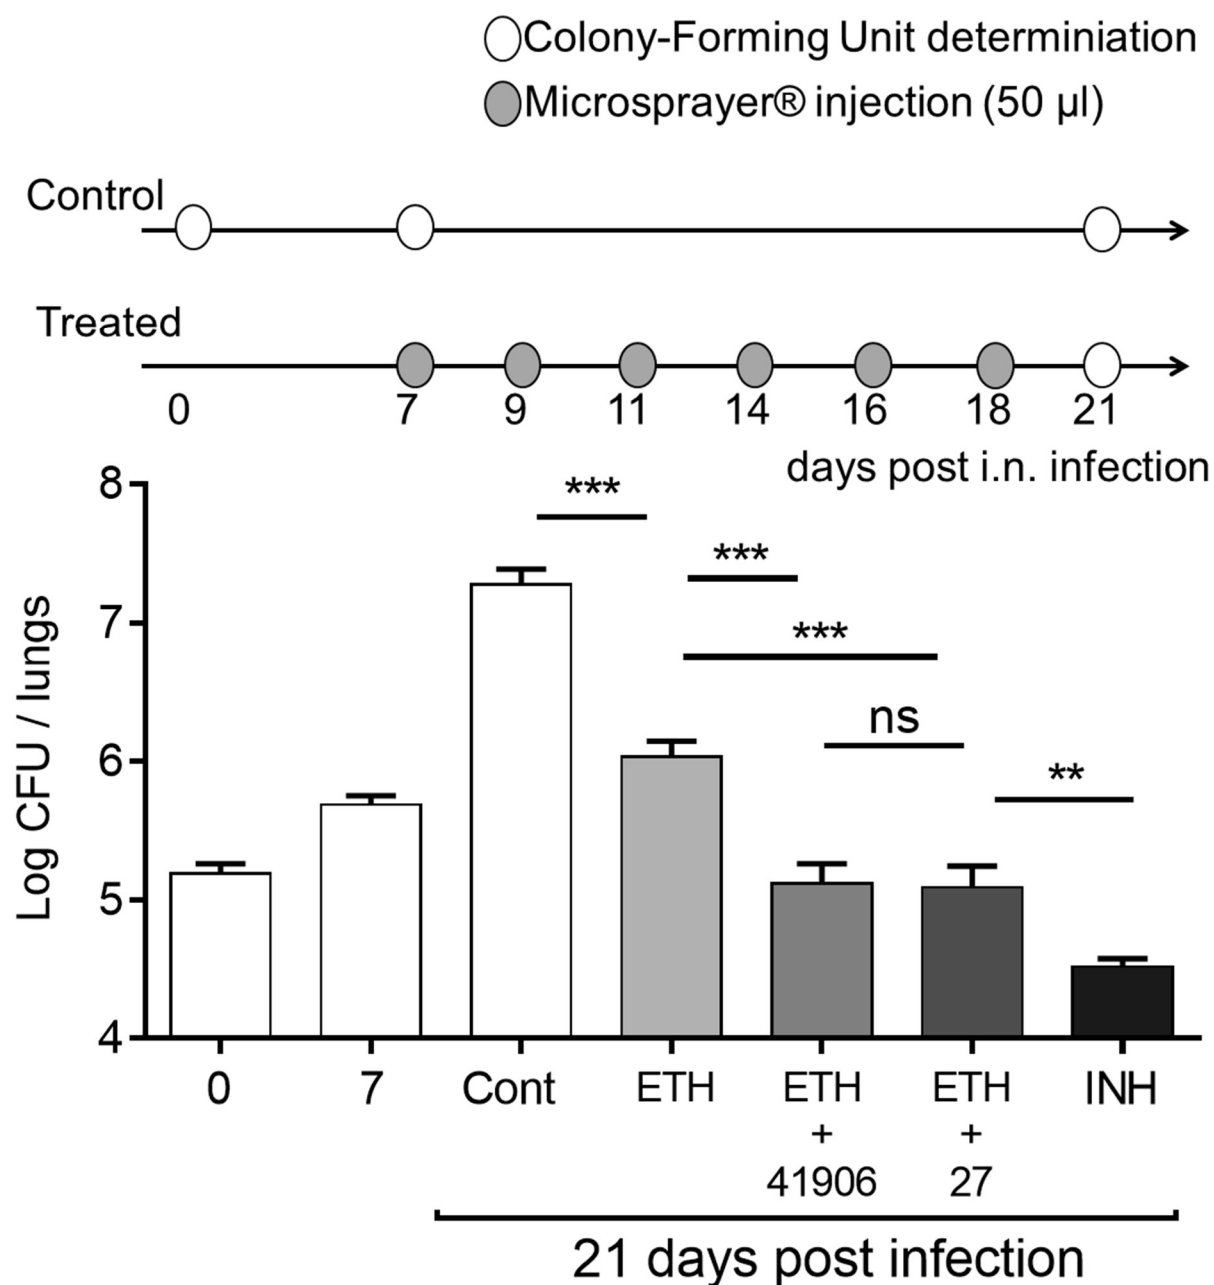 Colony-Forming Unit determiniation
Microsprayer® injection (50 µl)
Control
Treated
0 7 9 11 14 16 18 21
days post i.n. infection
8
7
6
5
4
Log CFU / lungs
***
***
***
ns
**
0 7 Cont ETH ETH ETH INH
+ +
41906 27
21 days post infection